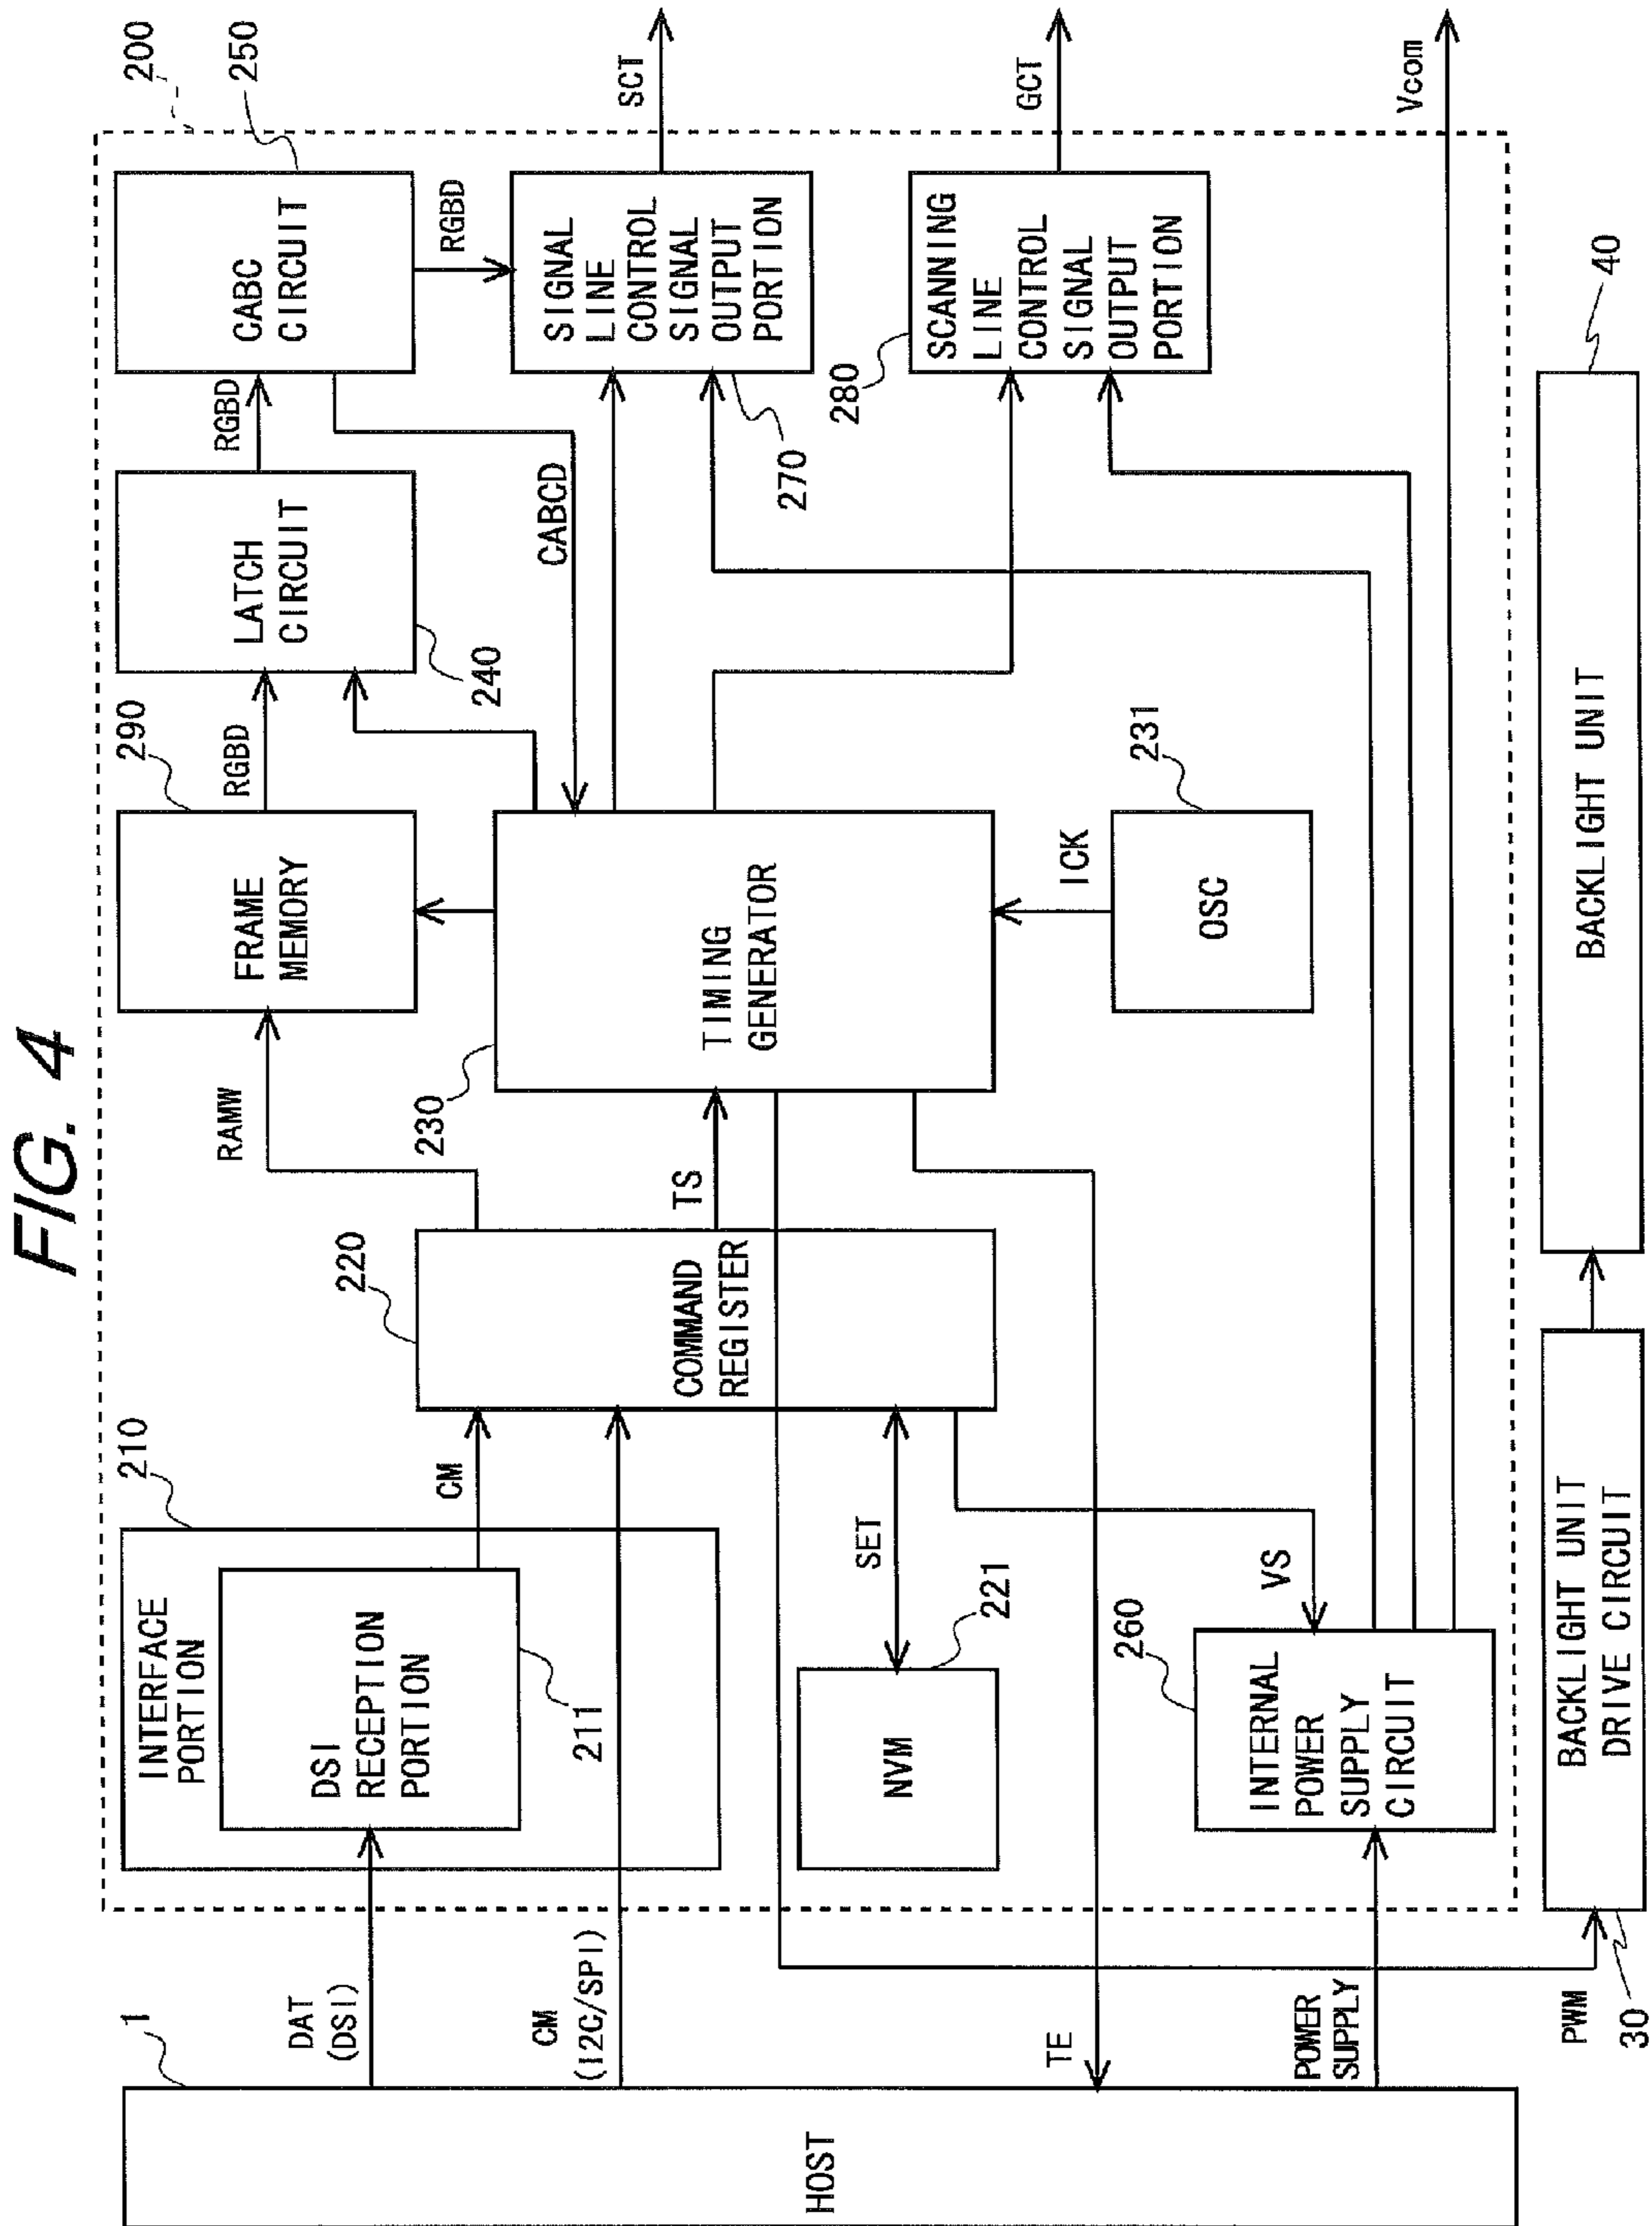 FIG. 4
1
HOST
DAT
(DSI)
CM
(I2C/SPI)
TE
POWER
SUPPLY
PWM
30
210
INTERFACE
PORTION
DSI
RECEPTION
PORTION
211
CM
NVM
221
SET
260
INTERNAL
POWER
SUPPLY
CIRCUIT
VS
BACKLIGHT UNIT
DRIVE CIRCUIT
220
COMMAND
REGISTER
RAMW
TS
230
TIMING
GENERATOR
290
FRAME
MEMORY
RGBD
ICK
231
OSC
LATCH
CIRCUIT
240
RGBD
CABCD
CABC
CIRCUIT
250
200
RGBD
SIGNAL
LINE
CONTROL
SIGNAL
OUTPUT
PORTION
270
SCT
280
SCANNING
LINE
CONTROL
SIGNAL
OUTPUT
PORTION
GCT
Vcom
BACKLIGHT UNIT
40